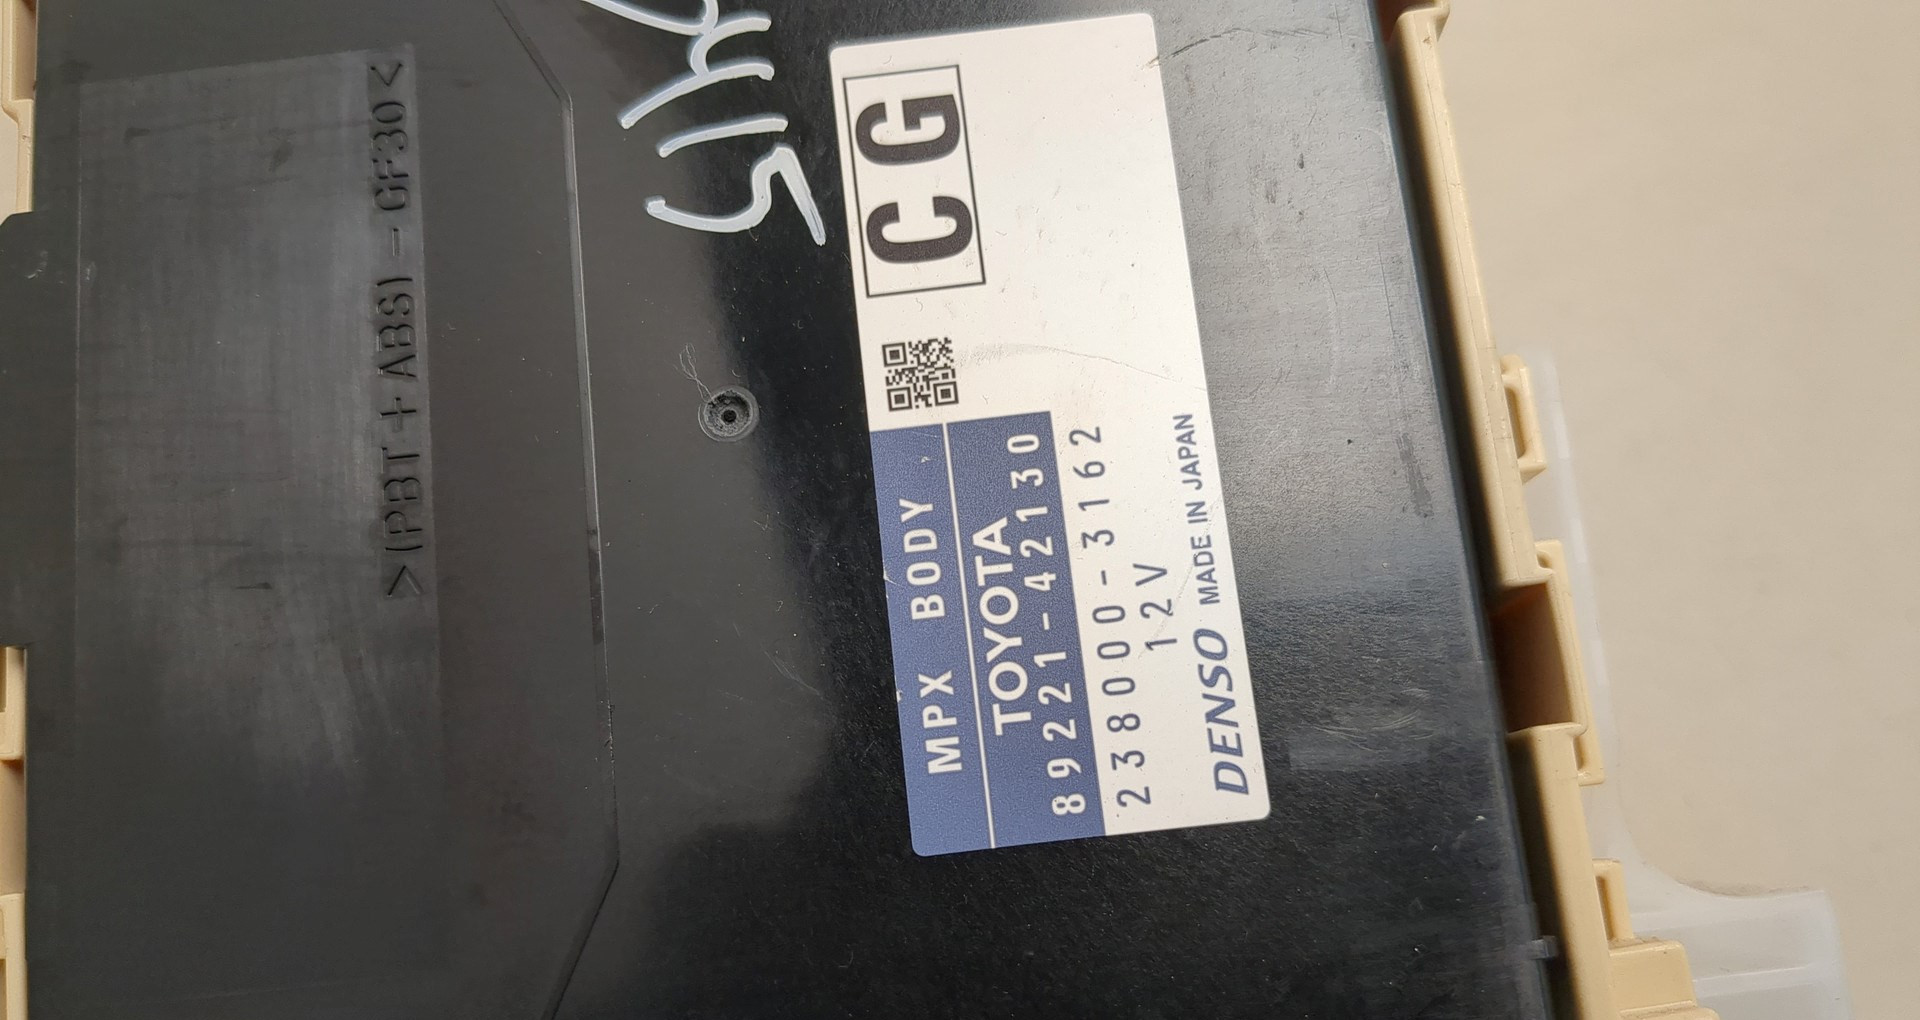 >(PBT+ABS)-GF30<
CG
MPX BODY
TOYOTA
89221-42130
238000-3162
12V
DENSO MADE IN JAPAN